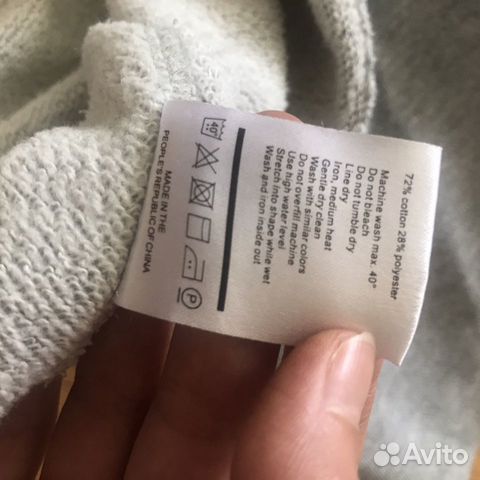 72% cotton 28% polyester
Machine wash max. 40°
Do not bleach
Do not tumble dry
Line dry
Iron, medium heat
Gentle dry clean
Wash with similar colors
Do not overfill machine
Use high water level
Stretch into shape while wet
Wash and iron inside out
40°
P
MADE IN THE
PEOPLE'S REPUBLIC OF CHINA
Avito